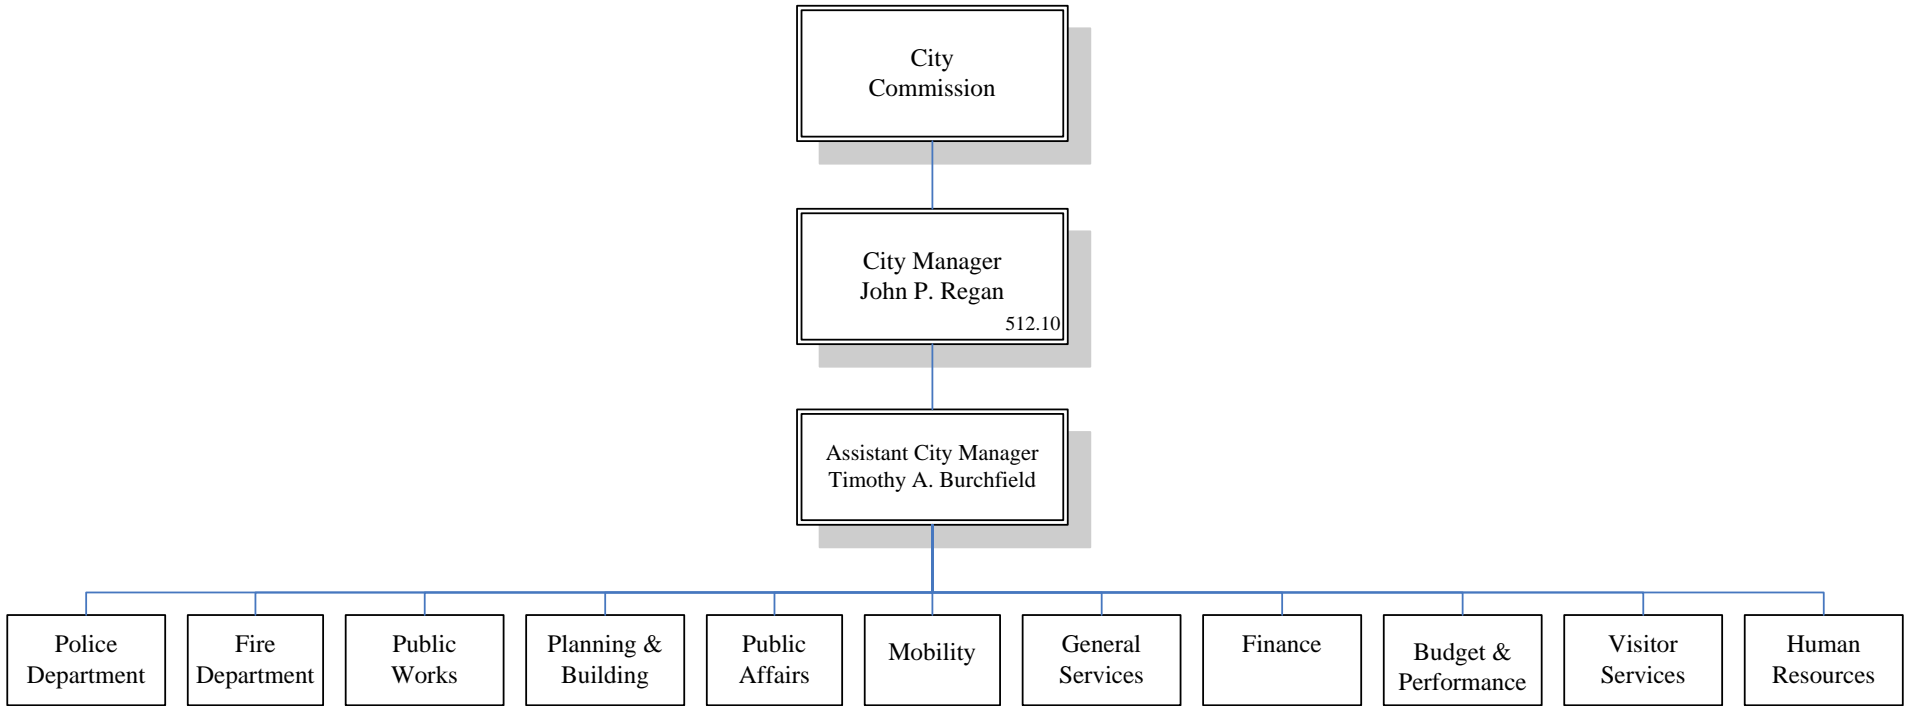 City
Commission
City Manager
John P. Regan
512.10
Assistant City Manager
Timothy A. Burchfield
Police
Department
Fire
Department
Public
Works
Planning &
Building
Public
Affairs
Mobility
General
Services
Finance
Budget &
Performance
Visitor
Services
Human
Resources